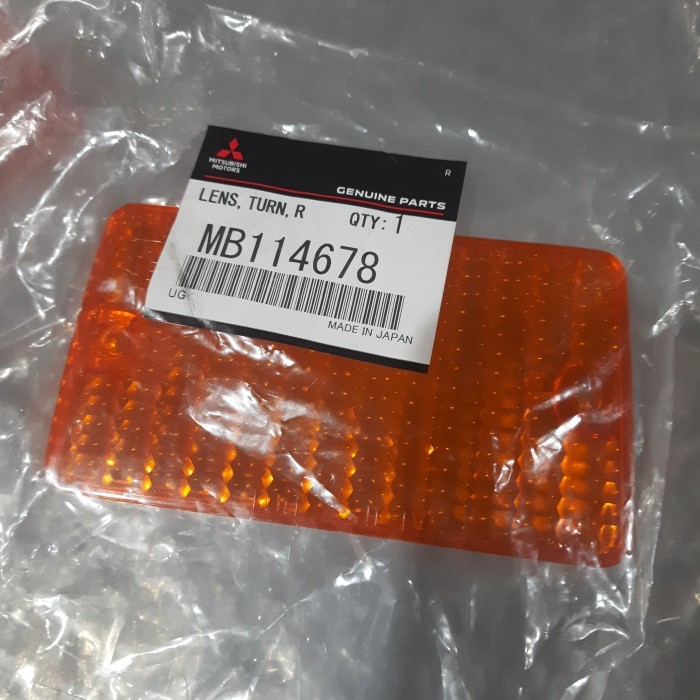 R
MITSUBISHI
MOTORS
GENUINE PARTS
LENS, TURN, R QTY: 1
MB114678
UG
MADE IN JAPAN